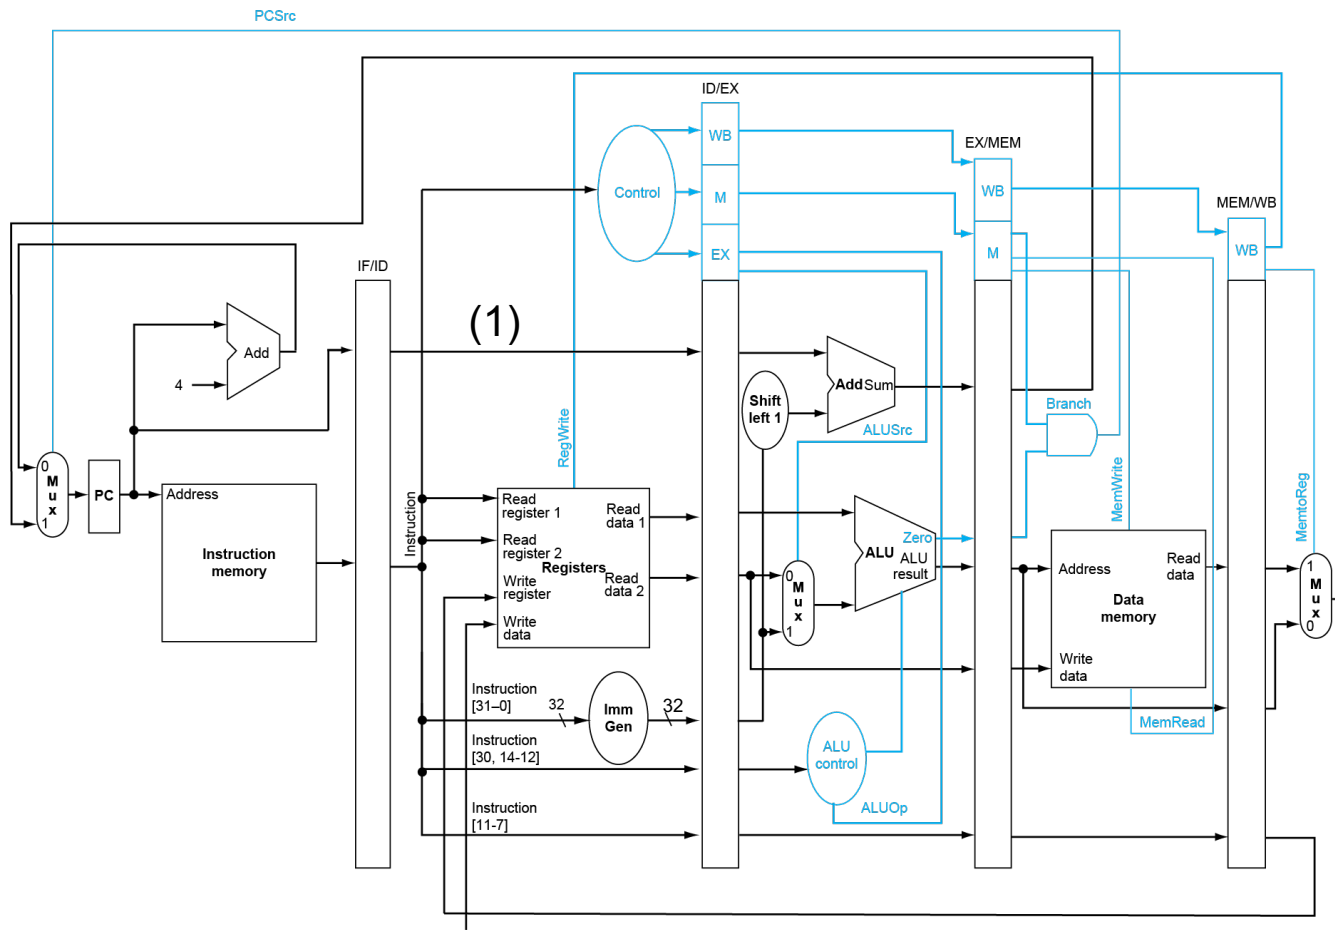 PCSrc
ID/EX
WB
EX/MEM
Control
M
WB
MEM/WB
EX
M
WB
IF/ID
(1)
Add
4
Add Sum
Shift
left 1
Branch
ALUSrc
RegWrite
MemWrite
MemtoReg
0
M
u
x
1
PC
Address
Instruction
memory
Instruction
Read
register 1
Read
register 2
Registers
Write
register
Write
data
Read
data 1
Read
data 2
0
M
u
x
1
Zero
ALU
ALU
result
Address
Read
data
Data
memory
Write
data
1
M
u
x
0
MemRead
Instruction
[31–0]
32
Imm
Gen
32
Instruction
[30, 14-12]
ALU
control
ALUOp
Instruction
[11-7]